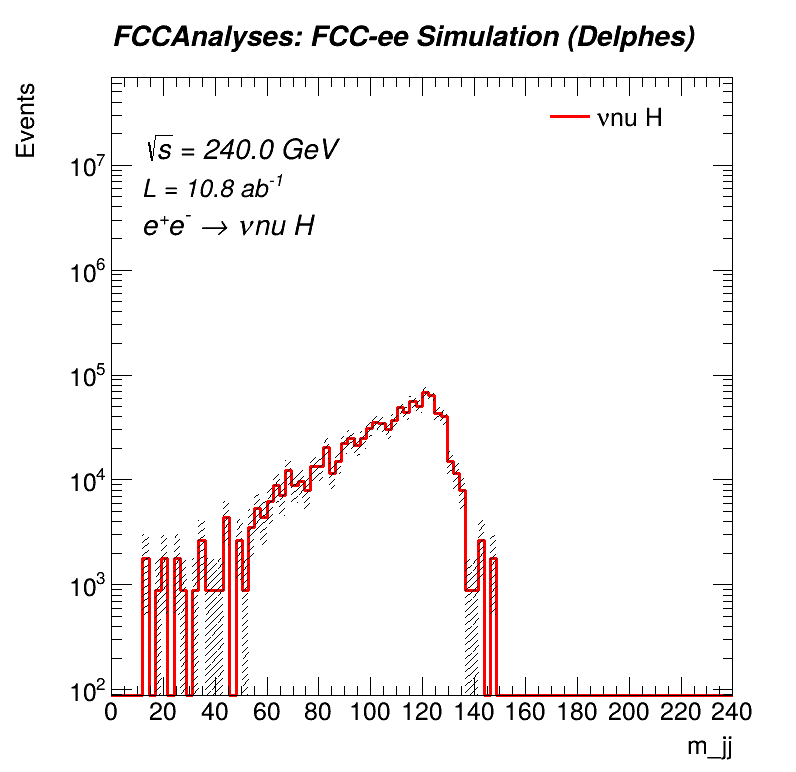 FCCAnalyses: FCC-ee Simulation (Delphes)
Events
νnu H
√s = 240.0 GeV
L = 10.8 ab⁻¹
e⁺e⁻ → νnu H
10⁷
10⁶
10⁵
10⁴
10³
10²
0 20 40 60 80 100 120 140 160 180 200 220 240
m_jj